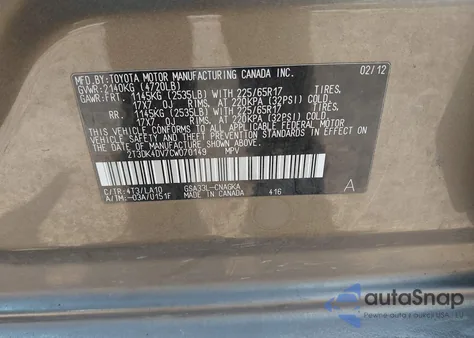 MFD.BY:TOYOTA MOTOR MANUFACTURING CANADA INC. 02/12
GVWR:2140KG (4720LB)
GAWR:FRT. 1145KG (2535LB) WITH 225/65R17 TIRES,
17X7 0J RIMS, AT 220KPA (32PSI) COLD.
RR. 1145KG (2535LB) WITH 225/65R17 TIRES,
17X7 0J RIMS, AT 220KPA (32PSI) COLD.
THIS VEHICLE CONFORMS TO ALL APPLICABLE FEDERAL MOTOR
VEHICLE SAFETY AND THEFT PREVENTION STANDARDS IN EFFECT ON
THE DATE OF MANUFACTURE SHOWN ABOVE.
2T3DK4DV7CW070149 MPV
C/TR:4T3/LA10 GSA33L-CNAGKA A
A/TM:-03A/U151F MADE IN CANADA 416
autoSnap